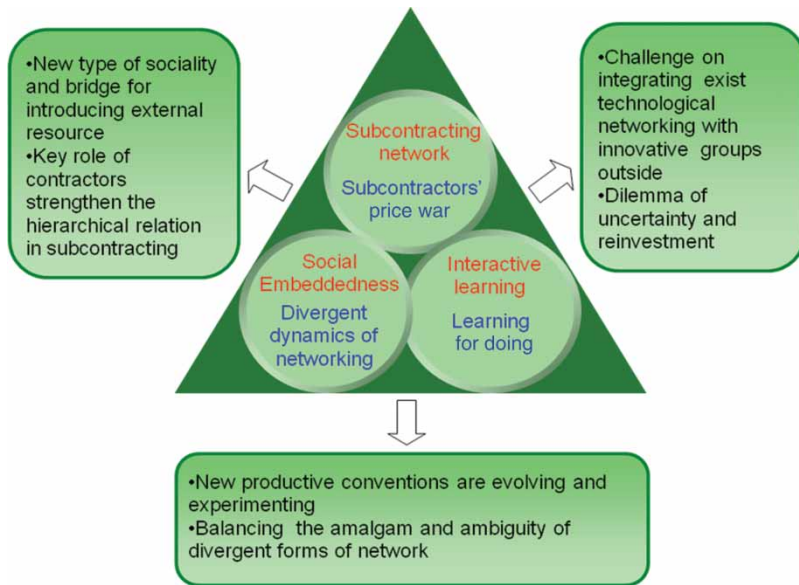 •New type of sociality
and bridge for
introducing external
resource
•Key role of
contractors
strengthen the
hierarchical relation
in subcontracting
Subcontracting
network
Subcontractors'
price war
Social
Embeddedness
Divergent
dynamics of
networking
Interactive
learning
Learning
for doing
•Challenge on
integrating exist
technological
networking with
innovative groups
outside
•Dilemma of
uncertainty and
reinvestment
•New productive conventions are evolving and
experimenting
•Balancing the amalgam and ambiguity of
divergent forms of network